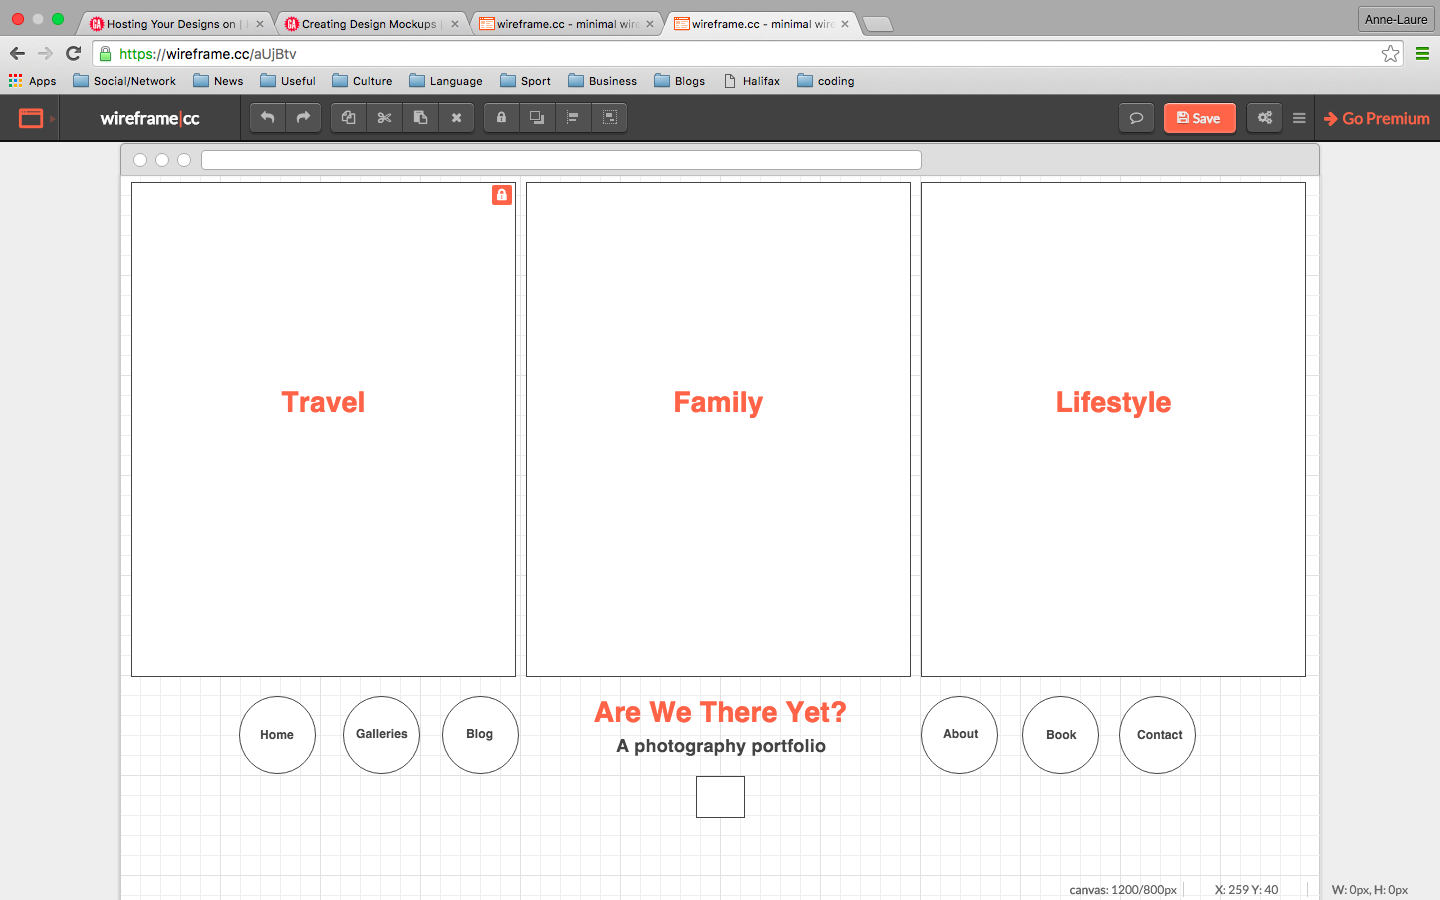 Hosting Your Designs on |
Creating Design Mockups |
wireframe.cc - minimal wire
wireframe.cc - minimal wire
Anne-Laure
https://wireframe.cc/aUjBtv
Apps Social/Network News Useful Culture Language Sport Business Blogs Halifax coding
wireframe|cc
Save
Go Premium
Travel Family Lifestyle
Are We There Yet?
A photography portfolio
Home Galleries Blog About Book Contact
canvas: 1200/800px X: 259 Y: 40 W: 0px, H: 0px